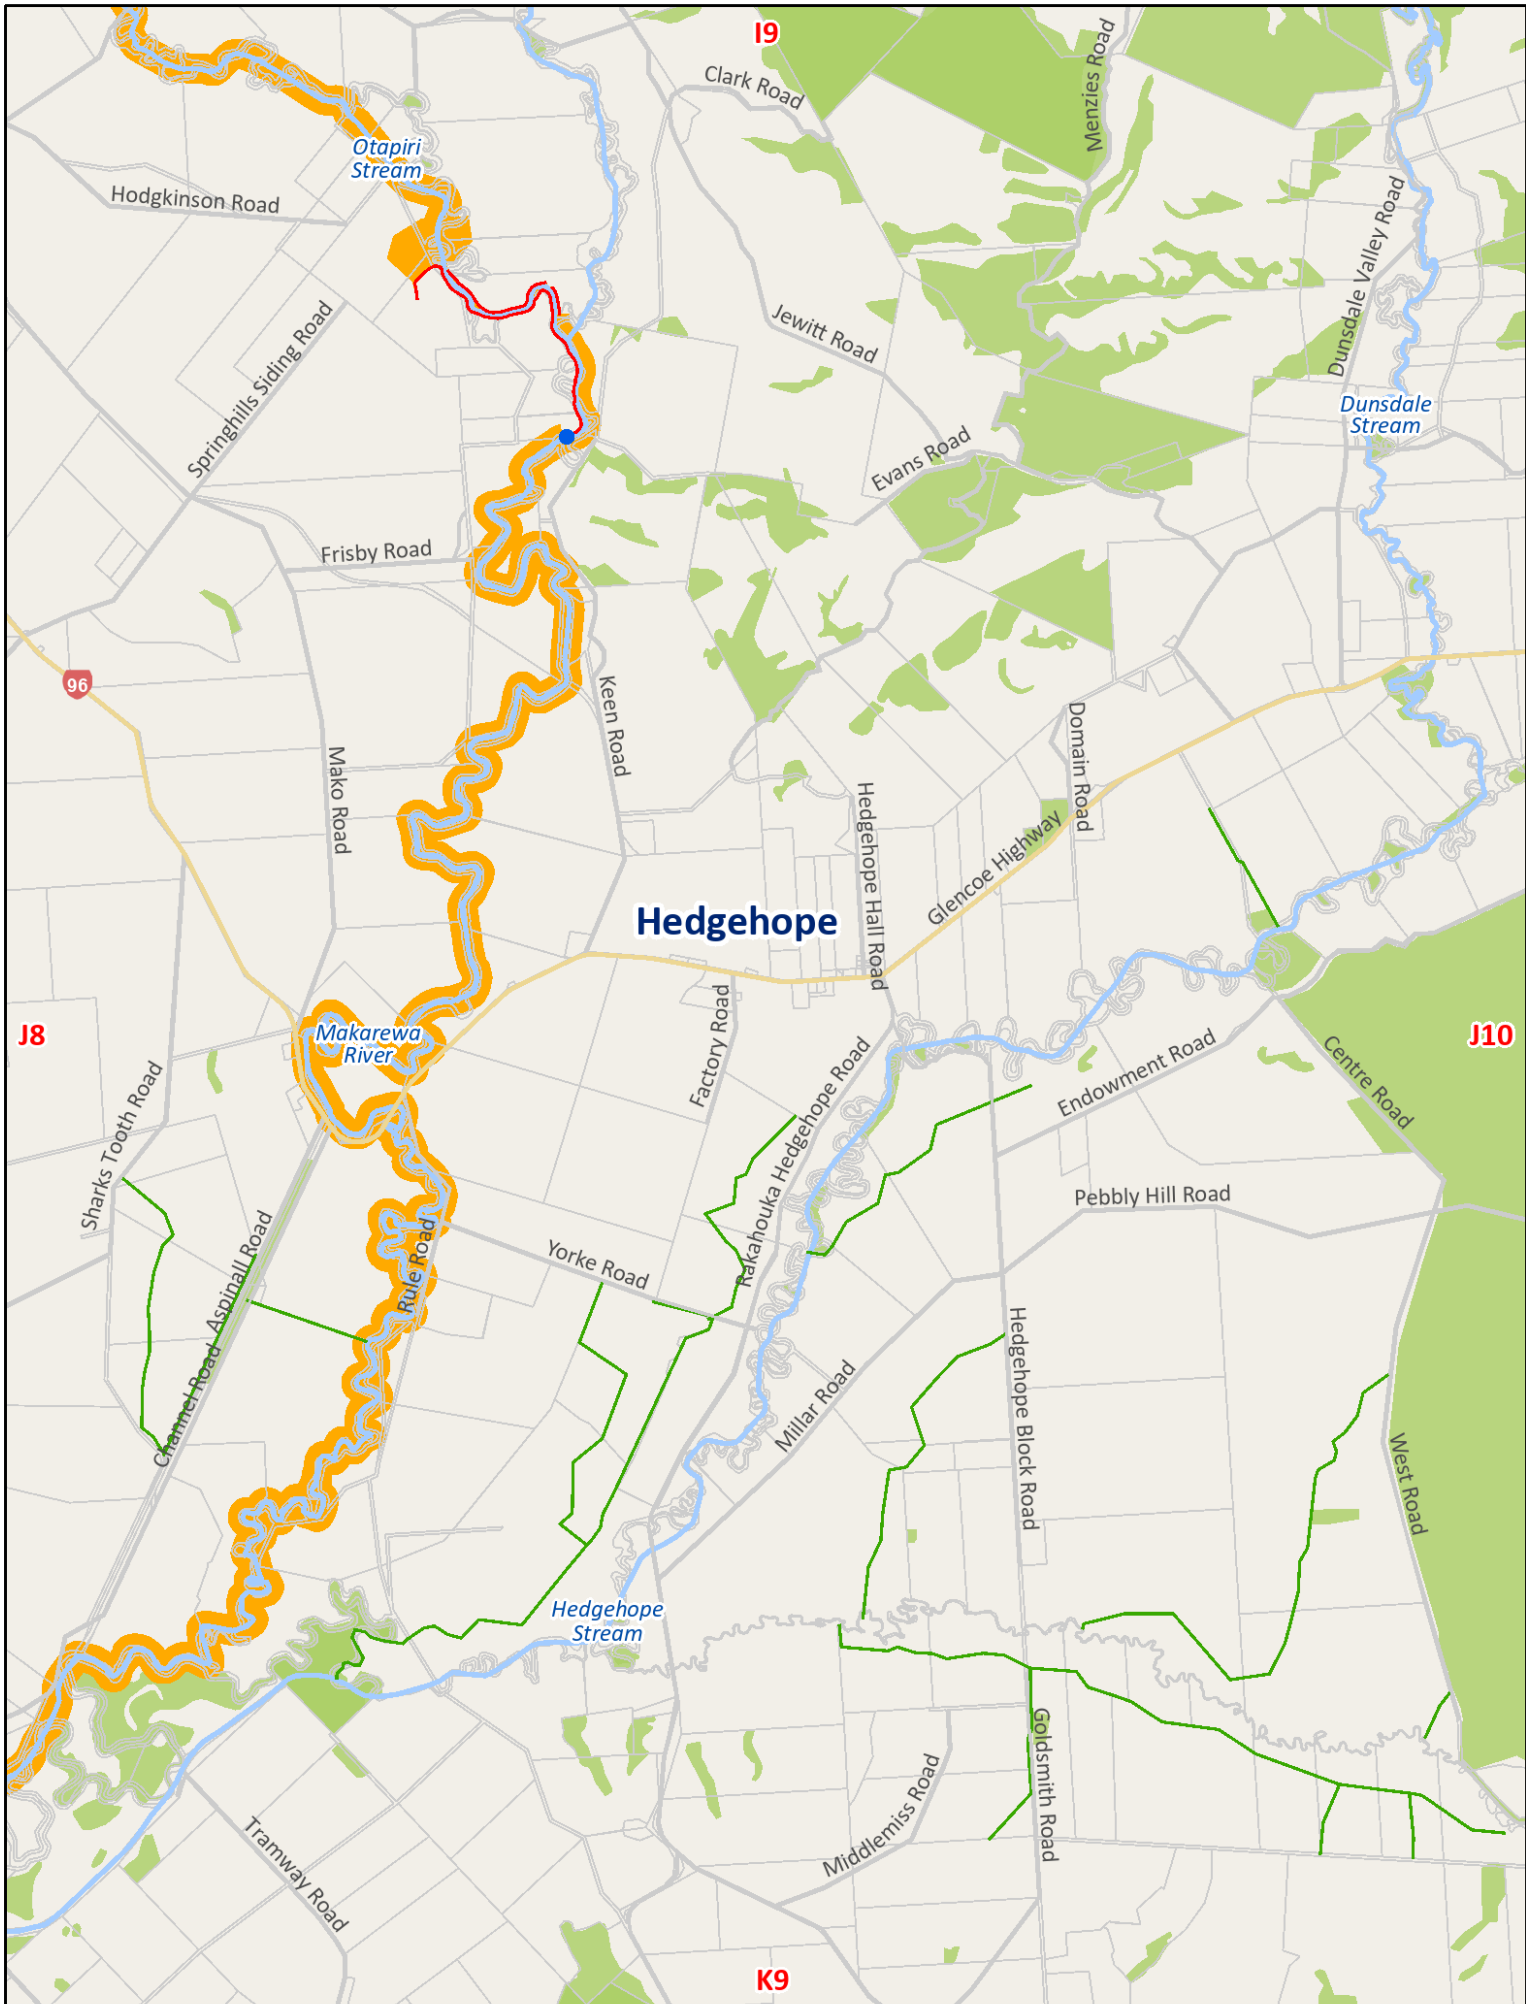 I9
Clark Road
Menzies Road
Otapiri
Stream
Hodgkinson Road
Dunsdale Valley Road
Springhills Siding Road
Jewitt Road
Dunsdale
Stream
Evans Road
Frisby Road
96
Keen Road
Domain Road
Mako Road
Hedgehope Hall Road
Glencoe Highway
Hedgehope
Factory Road
Makarewa
River
J8
J10
Rakahouka Hedgehope Road
Endowment Road
Centre Road
Sharks Tooth Road
Pebbly Hill Road
Aspinall Road
Rule Road
Yorke Road
Channel Road
Millar Road
Hedgehope Block Road
West Road
Hedgehope
Stream
Goldsmith Road
Middlemiss Road
Tramway Road
K9